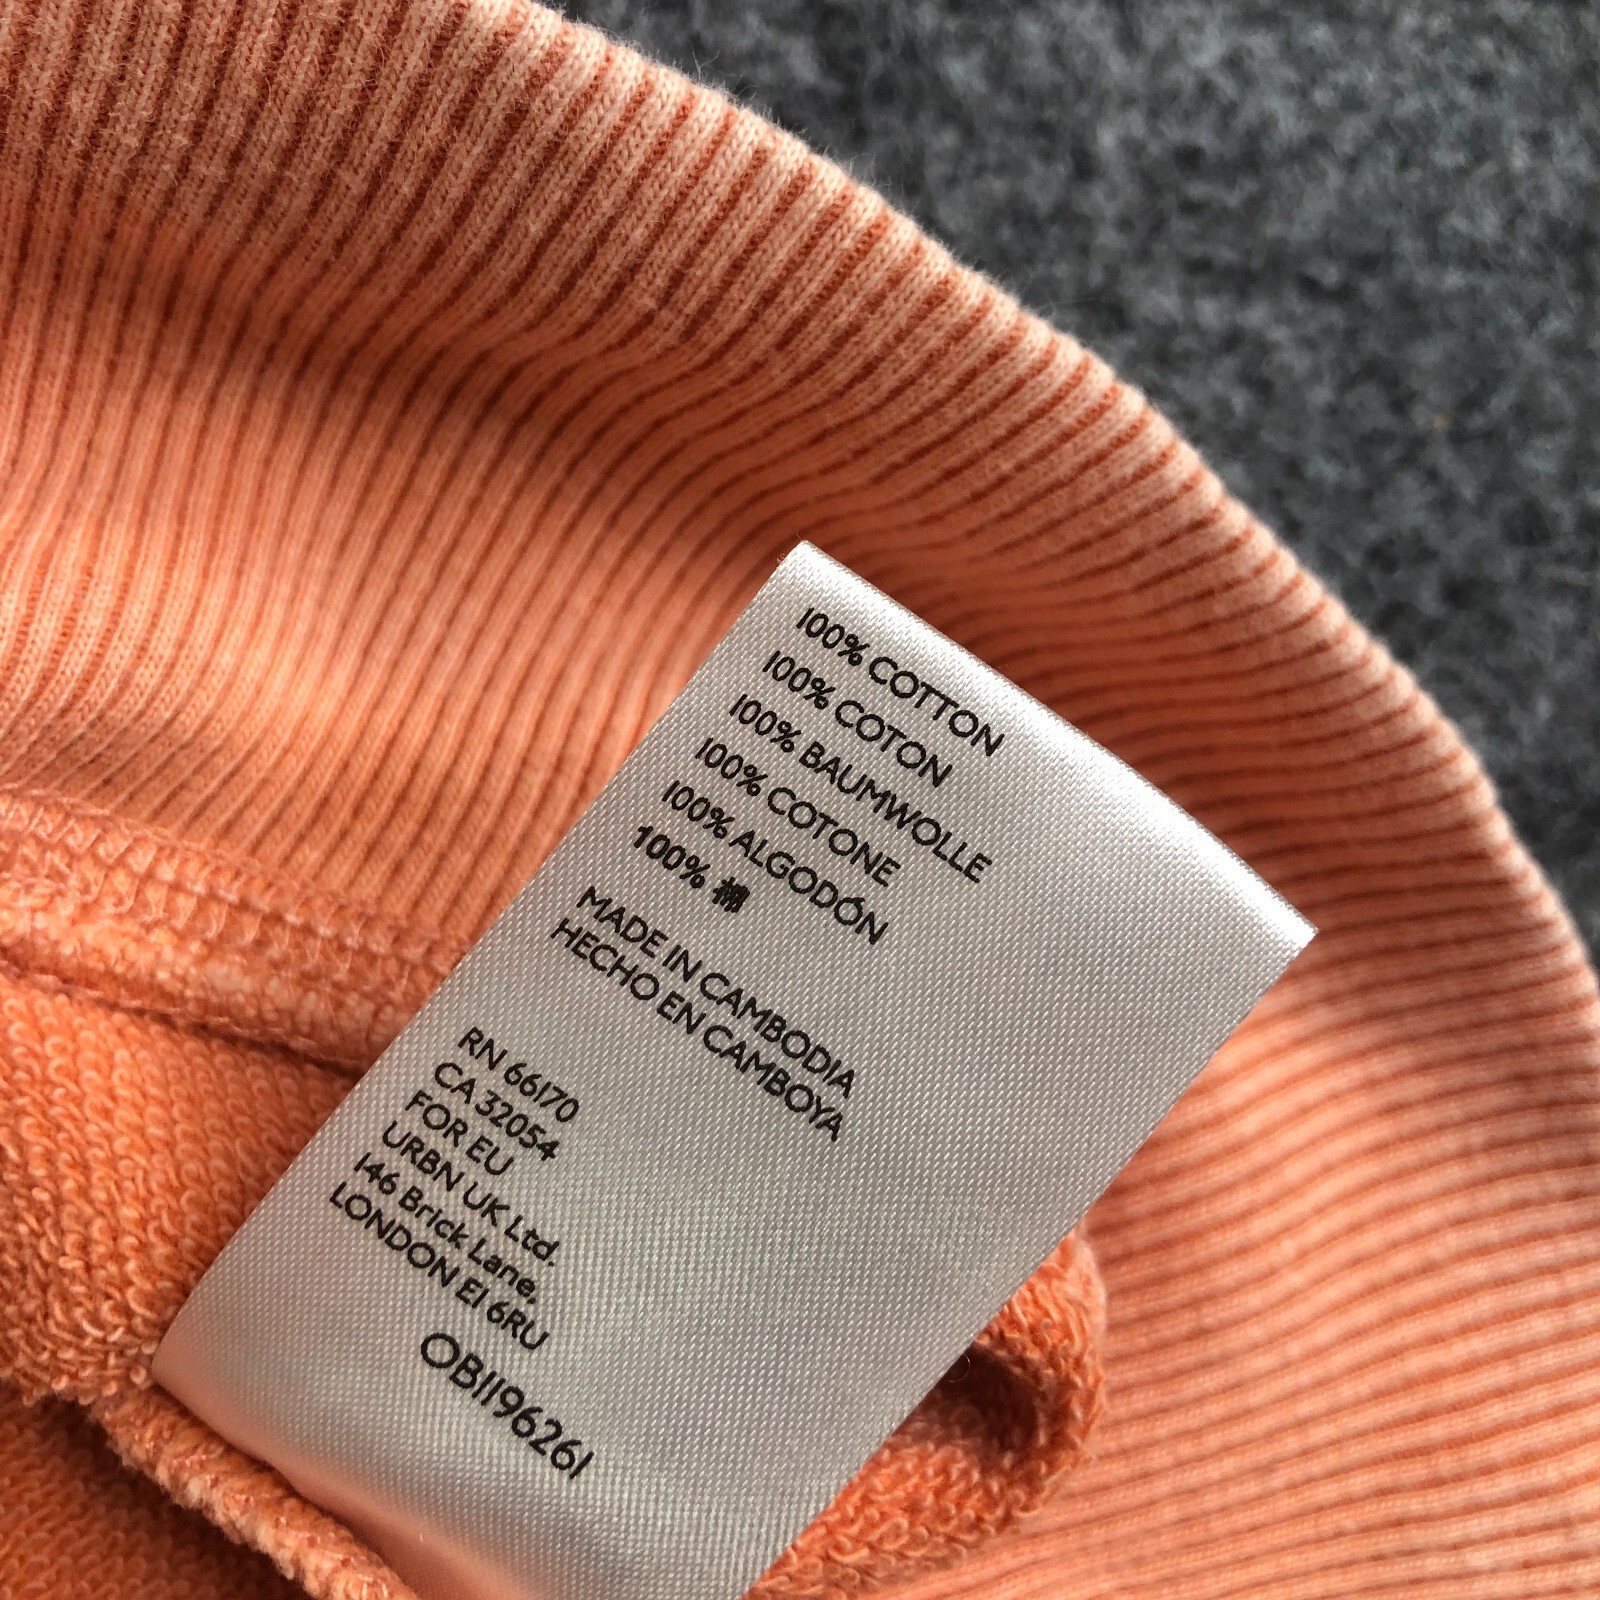 100% COTTON
100% COTON
100% BAUMWOLLE
100% COTONE
100% ALGODÓN
100% 棉
MADE IN CAMBODIA
HECHO EN CAMBOYA
RN 66170
CA 32054
FOR EU
URBN UK Ltd.
146 Brick Lane,
LONDON E1 6RU
OB1196261